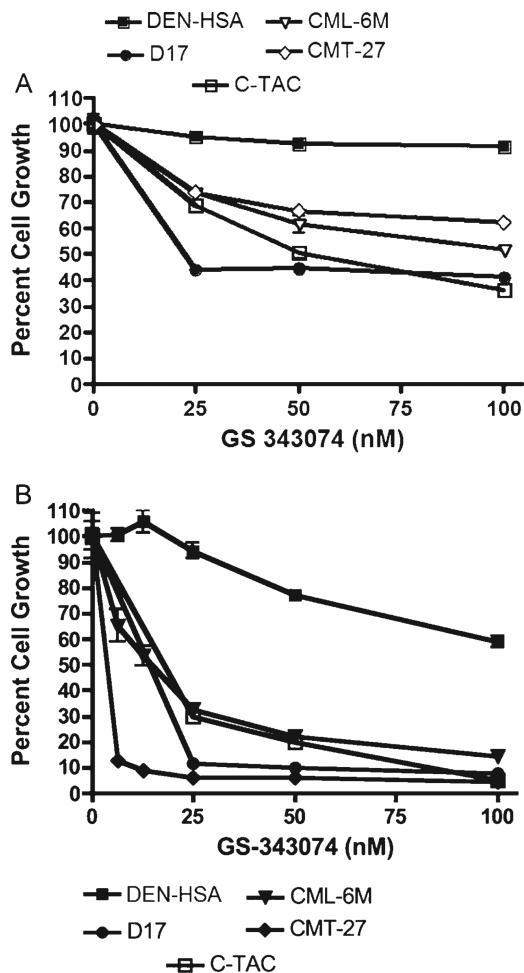 DEN-HSA CML-6M
D17 CMT-27
C-TAC
A
110
100
90
80
70
60
50
40
30
20
10
0
Percent Cell Growth
0 25 50 75 100
GS 343074 (nM)
B
110
100
90
80
70
60
50
40
30
20
10
0
Percent Cell Growth
0 25 50 75 100
GS-343074 (nM)
DEN-HSA CML-6M
D17 CMT-27
C-TAC